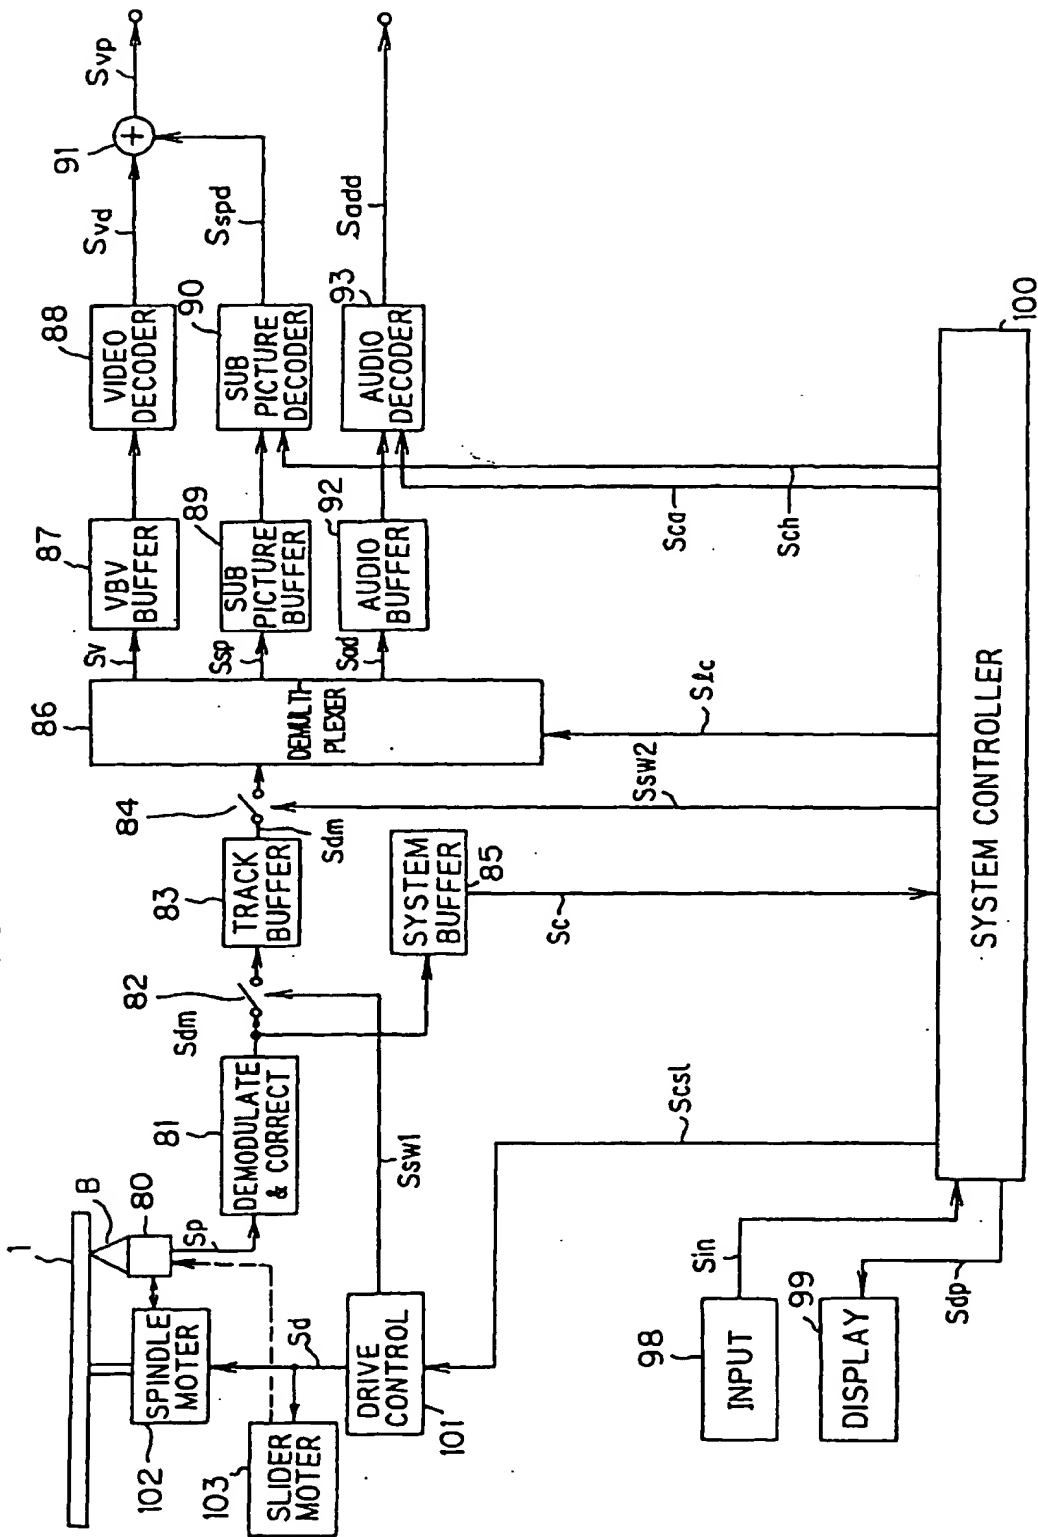 1
B
80
Sp
SPINDLE
MOTER
102
SLIDER
MOTER
103
Sd
DRIVE
CONTROL
101
Ssw1
81
DEMODULATE
& CORRECT
Sdm
82
83
TRACK
BUFFER
Sdm
84
SYSTEM
BUFFER
85
Sc
86
DEMULTI
PLEXER
Sv
Ssp
Sad
87
VBV
BUFFER
89
SUB
PICTURE
BUFFER
92
AUDIO
BUFFER
88
VIDEO
DECODER
90
SUB
PICTURE
DECODER
93
AUDIO
DECODER
Svd
91
+
Svp
Sspd
Sadd
Sca
Sch
Slc
Ssw2
Scsl
98
INPUT
Sin
99
DISPLAY
Sdp
SYSTEM CONTROLLER
100